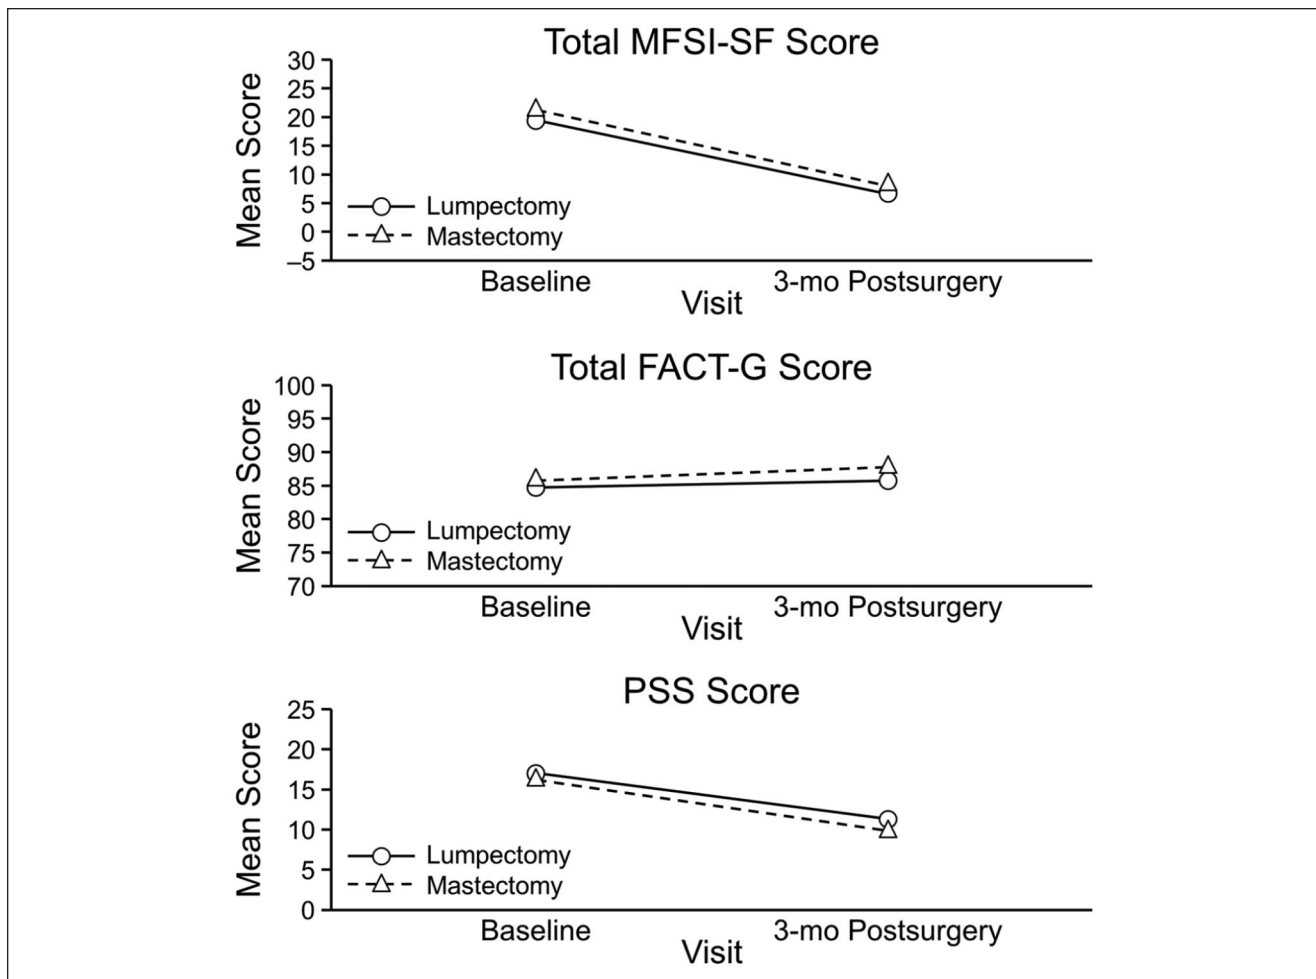 Total MFSI-SF Score
Mean Score
30
25
20
15
10
5
0
–5
Lumpectomy
Mastectomy
Baseline
3-mo Postsurgery
Visit
Total FACT-G Score
Mean Score
100
95
90
85
80
75
70
Lumpectomy
Mastectomy
Baseline
3-mo Postsurgery
Visit
PSS Score
Mean Score
25
20
15
10
5
0
Lumpectomy
Mastectomy
Baseline
3-mo Postsurgery
Visit